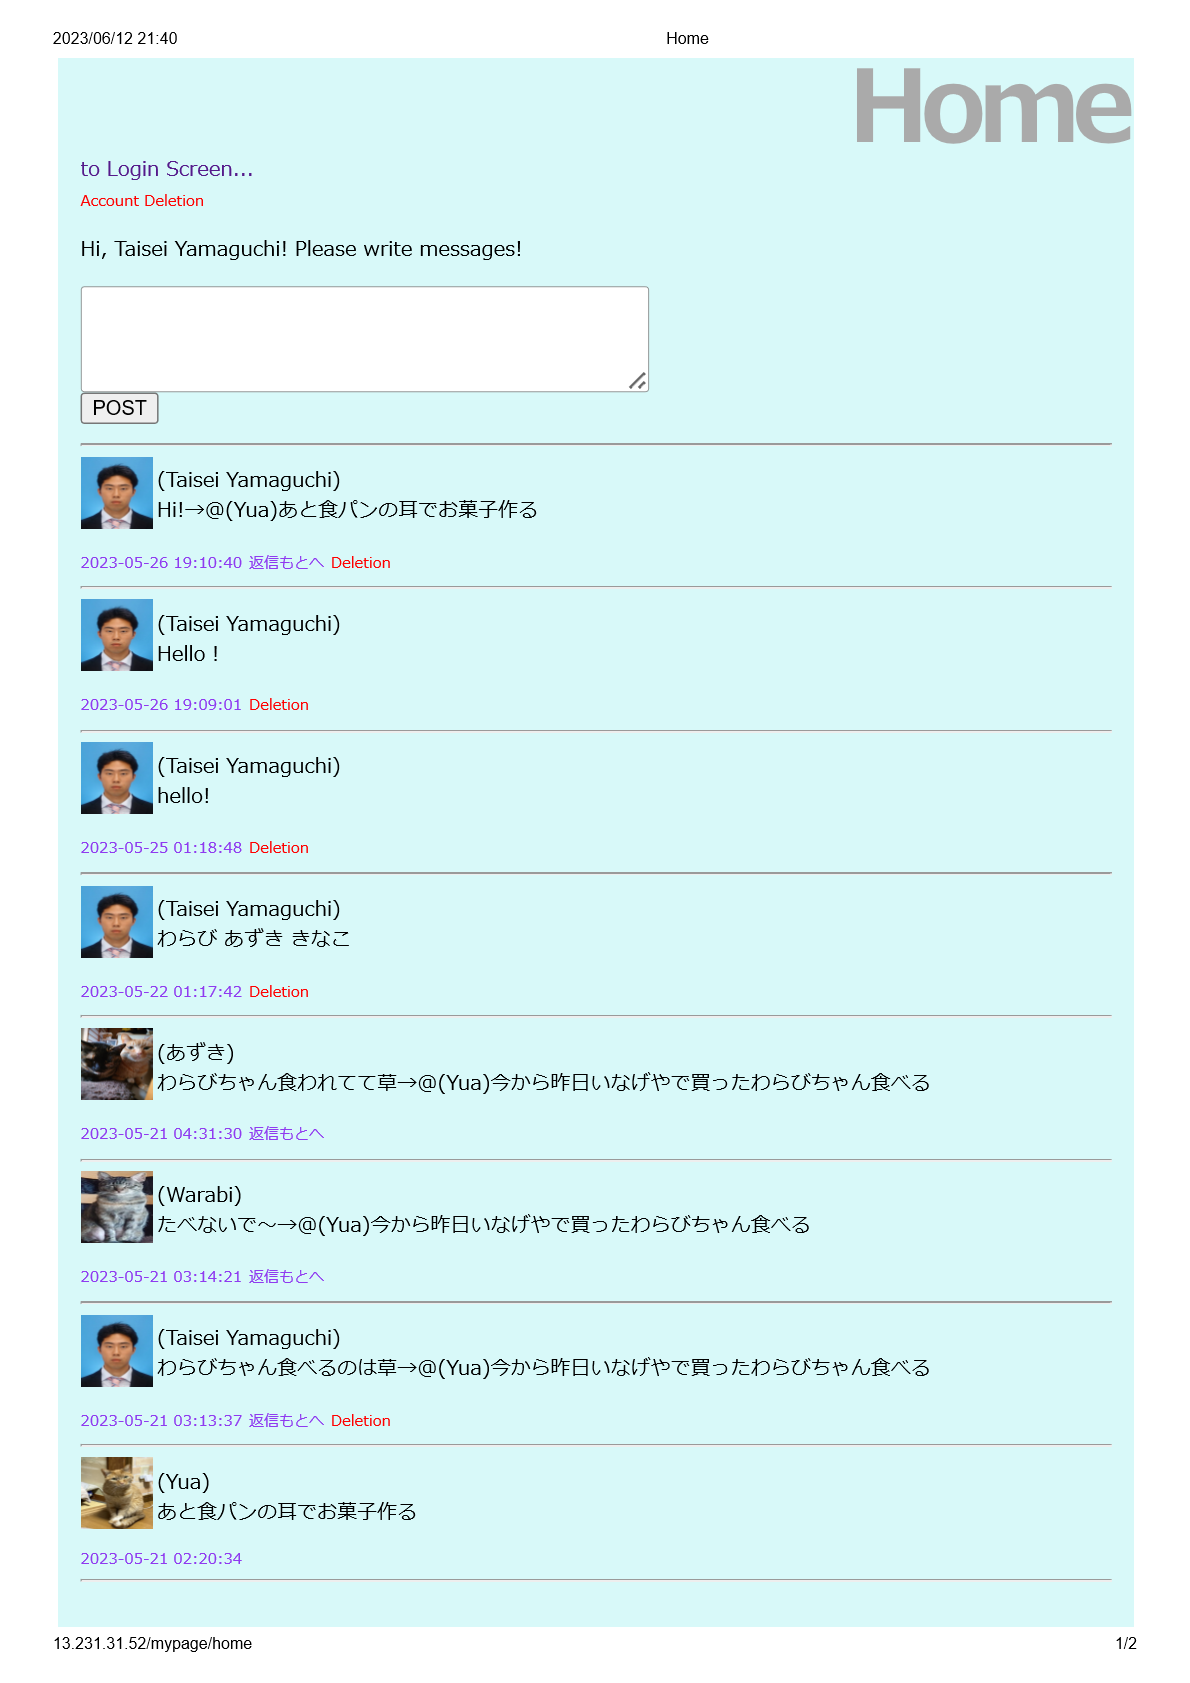 2023/06/12 21:40
Home
Home
to Login Screen...
Account Deletion
Hi, Taisei Yamaguchi! Please write messages!
POST
(Taisei Yamaguchi)
Hi!→@(Yua)あと食パンの耳でお菓子作る
2023-05-26 19:10:40 返信もとへ Deletion
(Taisei Yamaguchi)
Hello !
2023-05-26 19:09:01 Deletion
(Taisei Yamaguchi)
hello!
2023-05-25 01:18:48 Deletion
(Taisei Yamaguchi)
わらび あずき きなこ
2023-05-22 01:17:42 Deletion
(あずき)
わらびちゃん食われてて草→@(Yua)今から昨日いなげやで買ったわらびちゃん食べる
2023-05-21 04:31:30 返信もとへ
(Warabi)
たべないで～→@(Yua)今から昨日いなげやで買ったわらびちゃん食べる
2023-05-21 03:14:21 返信もとへ
(Taisei Yamaguchi)
わらびちゃん食べるのは草→@(Yua)今から昨日いなげやで買ったわらびちゃん食べる
2023-05-21 03:13:37 返信もとへ Deletion
(Yua)
あと食パンの耳でお菓子作る
2023-05-21 02:20:34
13.231.31.52/mypage/home
1/2